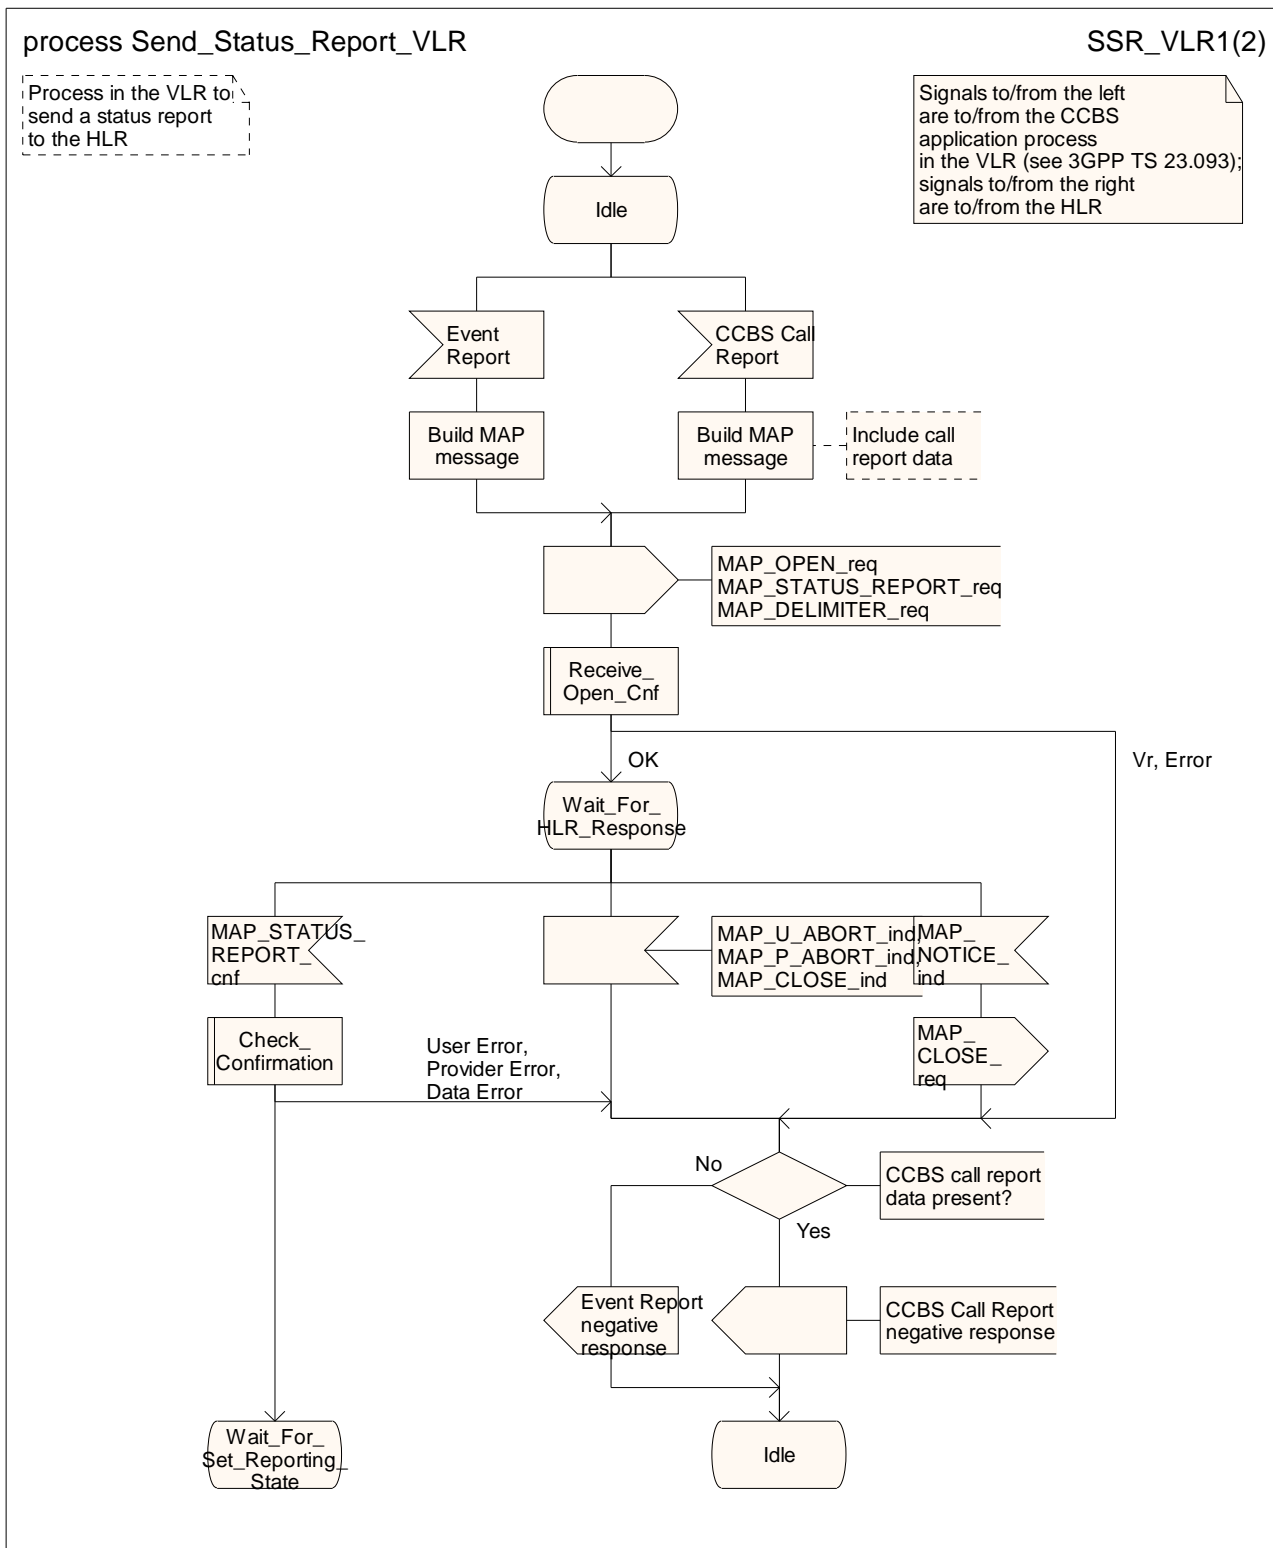 process Send_Status_Report_VLR
SSR_VLR1(2)
Process in the VLR to
send a status report
to the HLR
Signals to/from the left
are to/from the CCBS
application process
in the VLR (see 3GPP TS 23.093);
signals to/from the right
are to/from the HLR
Idle
Event
Report
CCBS Call
Report
Build MAP
message
Build MAP
message
Include call
report data
MAP_OPEN_req
MAP_STATUS_REPORT_req
MAP_DELIMITER_req
Receive_
Open_Cnf
OK
Vr, Error
Wait_For_
HLR_Response
MAP_STATUS_
REPORT_
cnf
MAP_U_ABORT_ind,
MAP_P_ABORT_ind,
MAP_CLOSE_ind
MAP_
NOTICE_
ind
Check_
Confirmation
User Error,
Provider Error,
Data Error
MAP_
CLOSE_
req
No
CCBS call report
data present?
Yes
Event Report
negative
response
CCBS Call Report
negative response
Wait_For_
Set_Reporting_
State
Idle